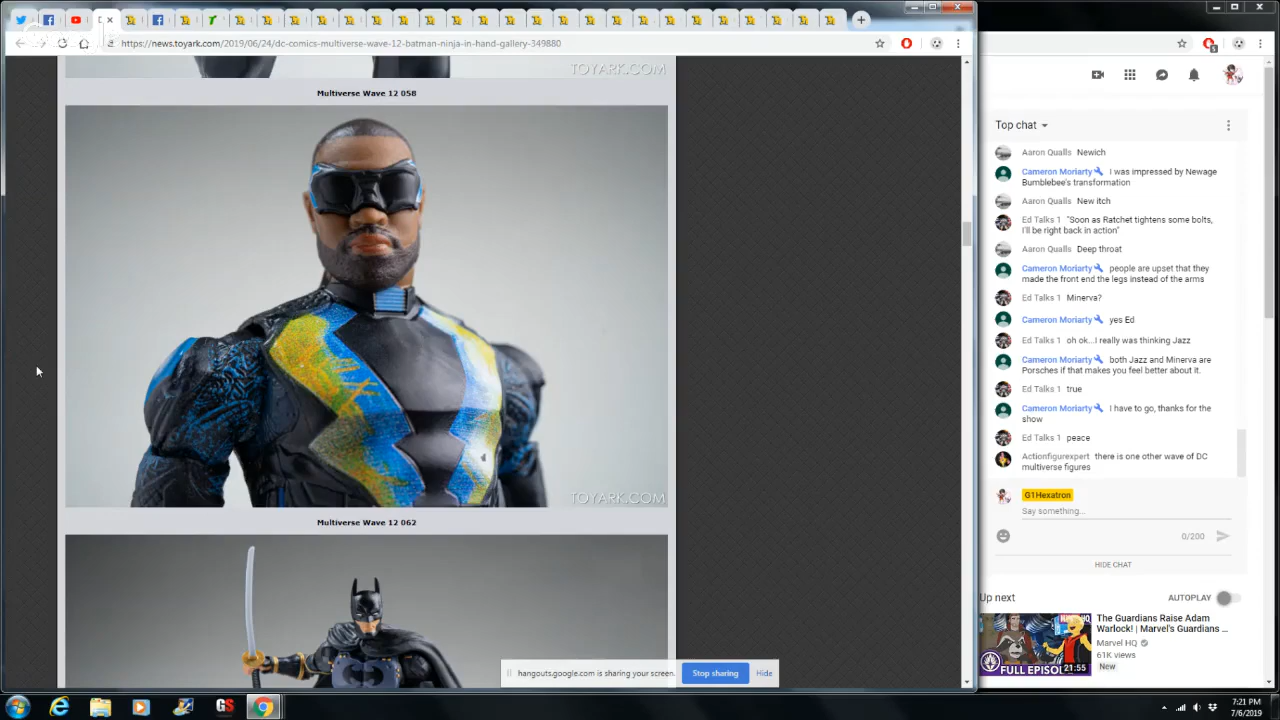 https://news.toyark.com/2019/06/24/dc-comics-multiverse-wave-12-batman-ninja-in-hand-gallery-349880
TOYARK.COM
Multiverse Wave 12 058
TOYARK.COM
Multiverse Wave 12 062
hangouts.google.com is sharing your screen.
Stop sharing
Hide
Top chat
Aaron Qualls Newich
Cameron Moriarty I was impressed by Newage
Bumblebee's transformation
Aaron Qualls New itch
Ed Talks 1 "Soon as Ratchet tightens some bolts,
I'll be right back in action"
Aaron Qualls Deep throat
Cameron Moriarty people are upset that they
made the front end the legs instead of the arms
Ed Talks 1 Minerva?
Cameron Moriarty yes Ed
Ed Talks 1 oh ok...I really was thinking Jazz
Cameron Moriarty both Jazz and Minerva are
Porsches if that makes you feel better about it.
Ed Talks 1 true
Cameron Moriarty I have to go, thanks for the
show
Ed Talks 1 peace
Actionfigurexpert there is one other wave of DC
multiverse figures
G1Hexatron
Say something...
0/200
HIDE CHAT
Up next
AUTOPLAY
The Guardians Raise Adam
Warlock! | Marvel's Guardians ...
Marvel HQ
61K views
New
FULL EPISO
21:55
GS
7:21 PM
7/6/2019